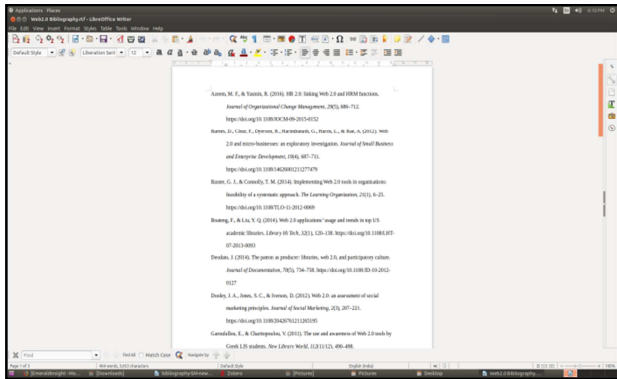 Applications Places
4:16 PM
Web2.0 Bibliography.rtf - LibreOffice Writer
File Edit View Insert Format Styles Table Tools Window Help
Default Style
Liberation Seri
12
Azeem, M. F., & Yasmin, R. (2016). HR 2.0: linking Web 2.0 and HRM functions.
Journal of Organizational Change Management, 29(5), 686–712.
https://doi.org/10.1108/JOCM-09-2015-0152
Barnes, D., Clear, F., Dyerson, R., Harindranath, G., Harris, L., & Rae, A. (2012). Web
2.0 and micro-businesses: an exploratory investigation. Journal of Small Business
and Enterprise Development, 19(4), 687–711.
https://doi.org/10.1108/14626001211277479
Baxter, G. J., & Connolly, T. M. (2014). Implementing Web 2.0 tools in organisations:
feasibility of a systematic approach. The Learning Organization, 21(1), 6–25.
https://doi.org/10.1108/TLO-11-2012-0069
Boateng, F., & Liu, Y. Q. (2014). Web 2.0 applications' usage and trends in top US
academic libraries. Library Hi Tech, 32(1), 120–138. https://doi.org/10.1108/LHT-
07-2013-0093
Deodato, J. (2014). The patron as producer: libraries, web 2.0, and participatory culture.
Journal of Documentation, 70(5), 734–758. https://doi.org/10.1108/JD-10-2012-
0127
Dooley, J. A., Jones, S. C., & Iverson, D. (2012). Web 2.0: an assessment of social
marketing principles. Journal of Social Marketing, 2(3), 207–221.
https://doi.org/10.1108/20426761211265195
Garoufallou, E., & Charitopoulou, V. (2011). The use and awareness of Web 2.0 tools by
Greek LIS students. New Library World, 112(11/12), 490–498.
Find
Find All
Match Case
Navigate by
Page 1 of 3
Default Style
English (India)
100%
[Downloads]
Zotero
[Pictures]
Pictures
Desktop